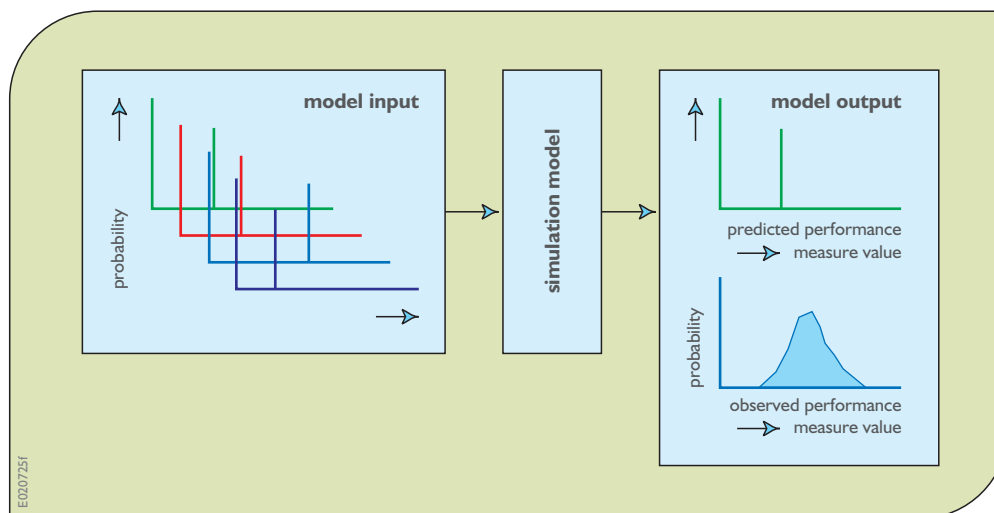 model input
probability
simulation model
model output
predicted performance
measure value
probability
observed performance
measure value
E020725f